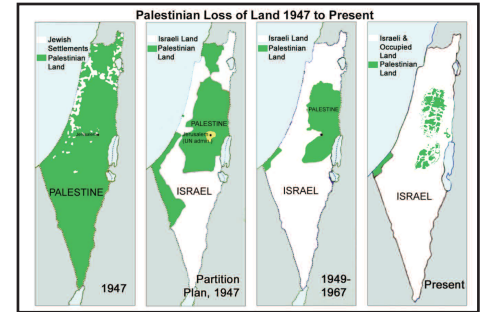 Palestinian Loss of Land 1947 to Present
Jewish
Settlements
Palestinian
Land
PALESTINE
1947
Israeli Land
Palestinian
Land
PALESTINE
Jerusalem
(UN admin)
ISRAEL
Partition
Plan, 1947
Israeli Land
Palestinian
Land
PALESTINE
ISRAEL
1949-
1967
Israeli &
Occupied
Land
Palestinian
Land
ISRAEL
Present